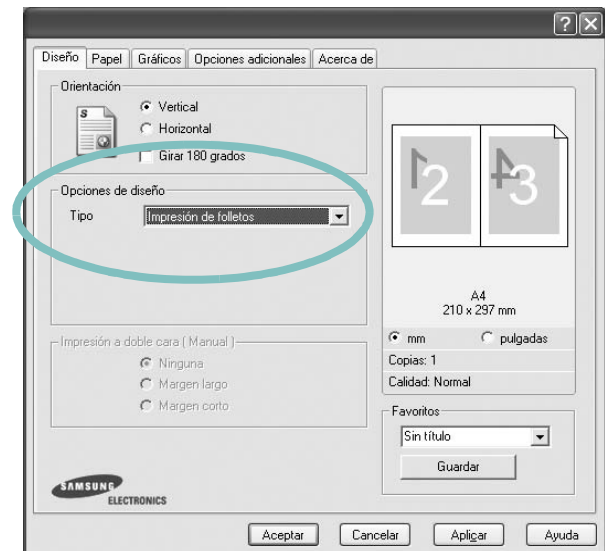 ? X
Diseño Papel Gráficos Opciones adicionales Acerca de
Orientación
S
Vertical
Horizontal
Girar 180 grados
Opciones de diseño
Tipo Impresión de folletos
Impresión a doble cara ( Manual )
Ninguna
Margen largo
Margen corto
SAMSUNG
ELECTRONICS
1 2 4 3
A4
210 x 297 mm
mm pulgadas
Copias: 1
Calidad: Normal
Favoritos
Sin título
Guardar
Aceptar Cancelar Aplicar Ayuda